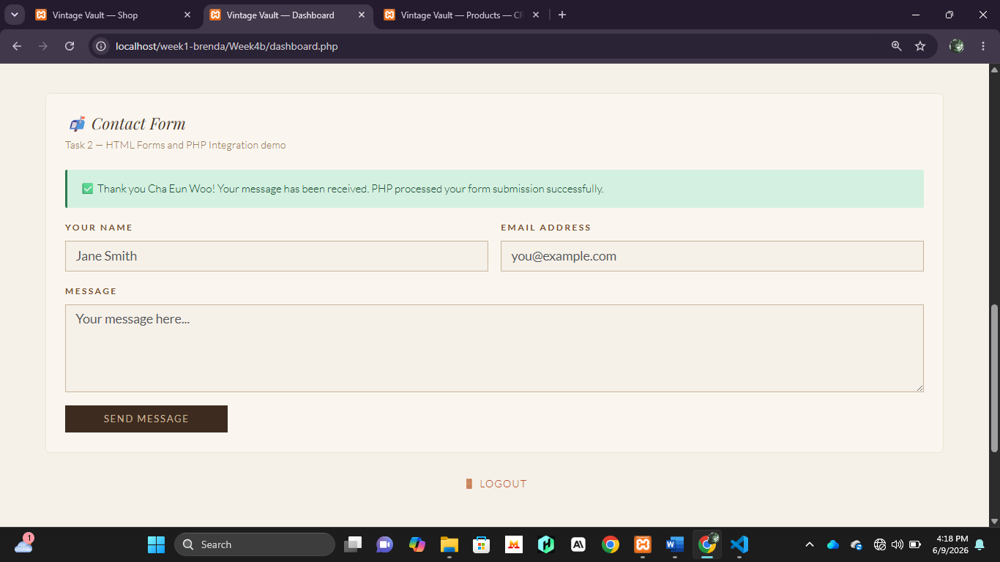 Vintage Vault — Shop
Vintage Vault — Dashboard
Vintage Vault — Products — CR
localhost/week1-brenda/Week4b/dashboard.php
Contact Form
Task 2 — HTML Forms and PHP Integration demo
Thank you Cha Eun Woo! Your message has been received. PHP processed your form submission successfully.
YOUR NAME
EMAIL ADDRESS
Jane Smith
you@example.com
MESSAGE
Your message here...
SEND MESSAGE
LOGOUT
1
Search
4:18 PM
6/9/2026